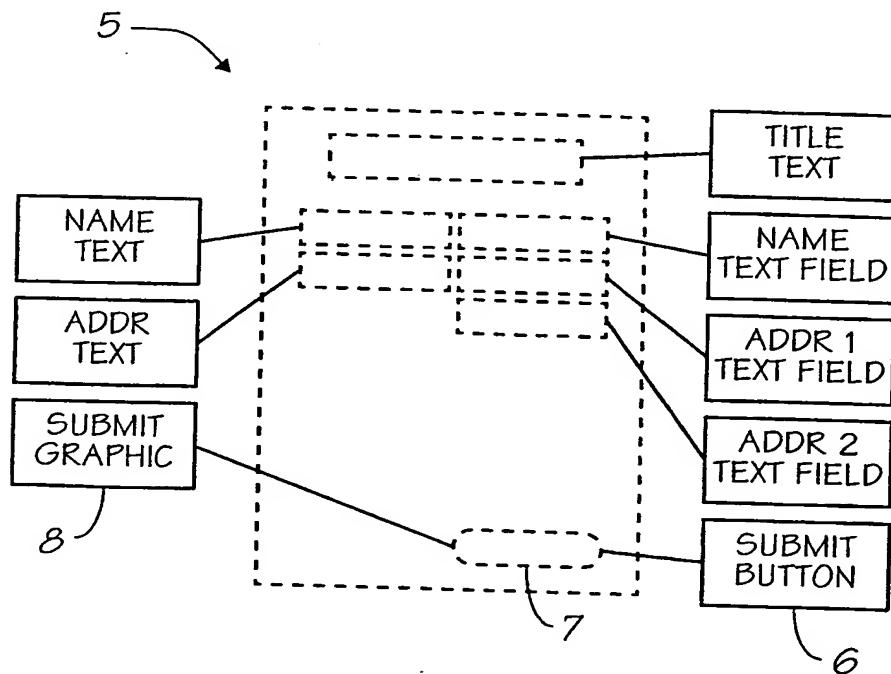 5
TITLE
TEXT
NAME
TEXT
NAME
TEXT FIELD
ADDR
TEXT
ADDR 1
TEXT FIELD
SUBMIT
GRAPHIC
ADDR 2
TEXT FIELD
8
SUBMIT
BUTTON
7
6